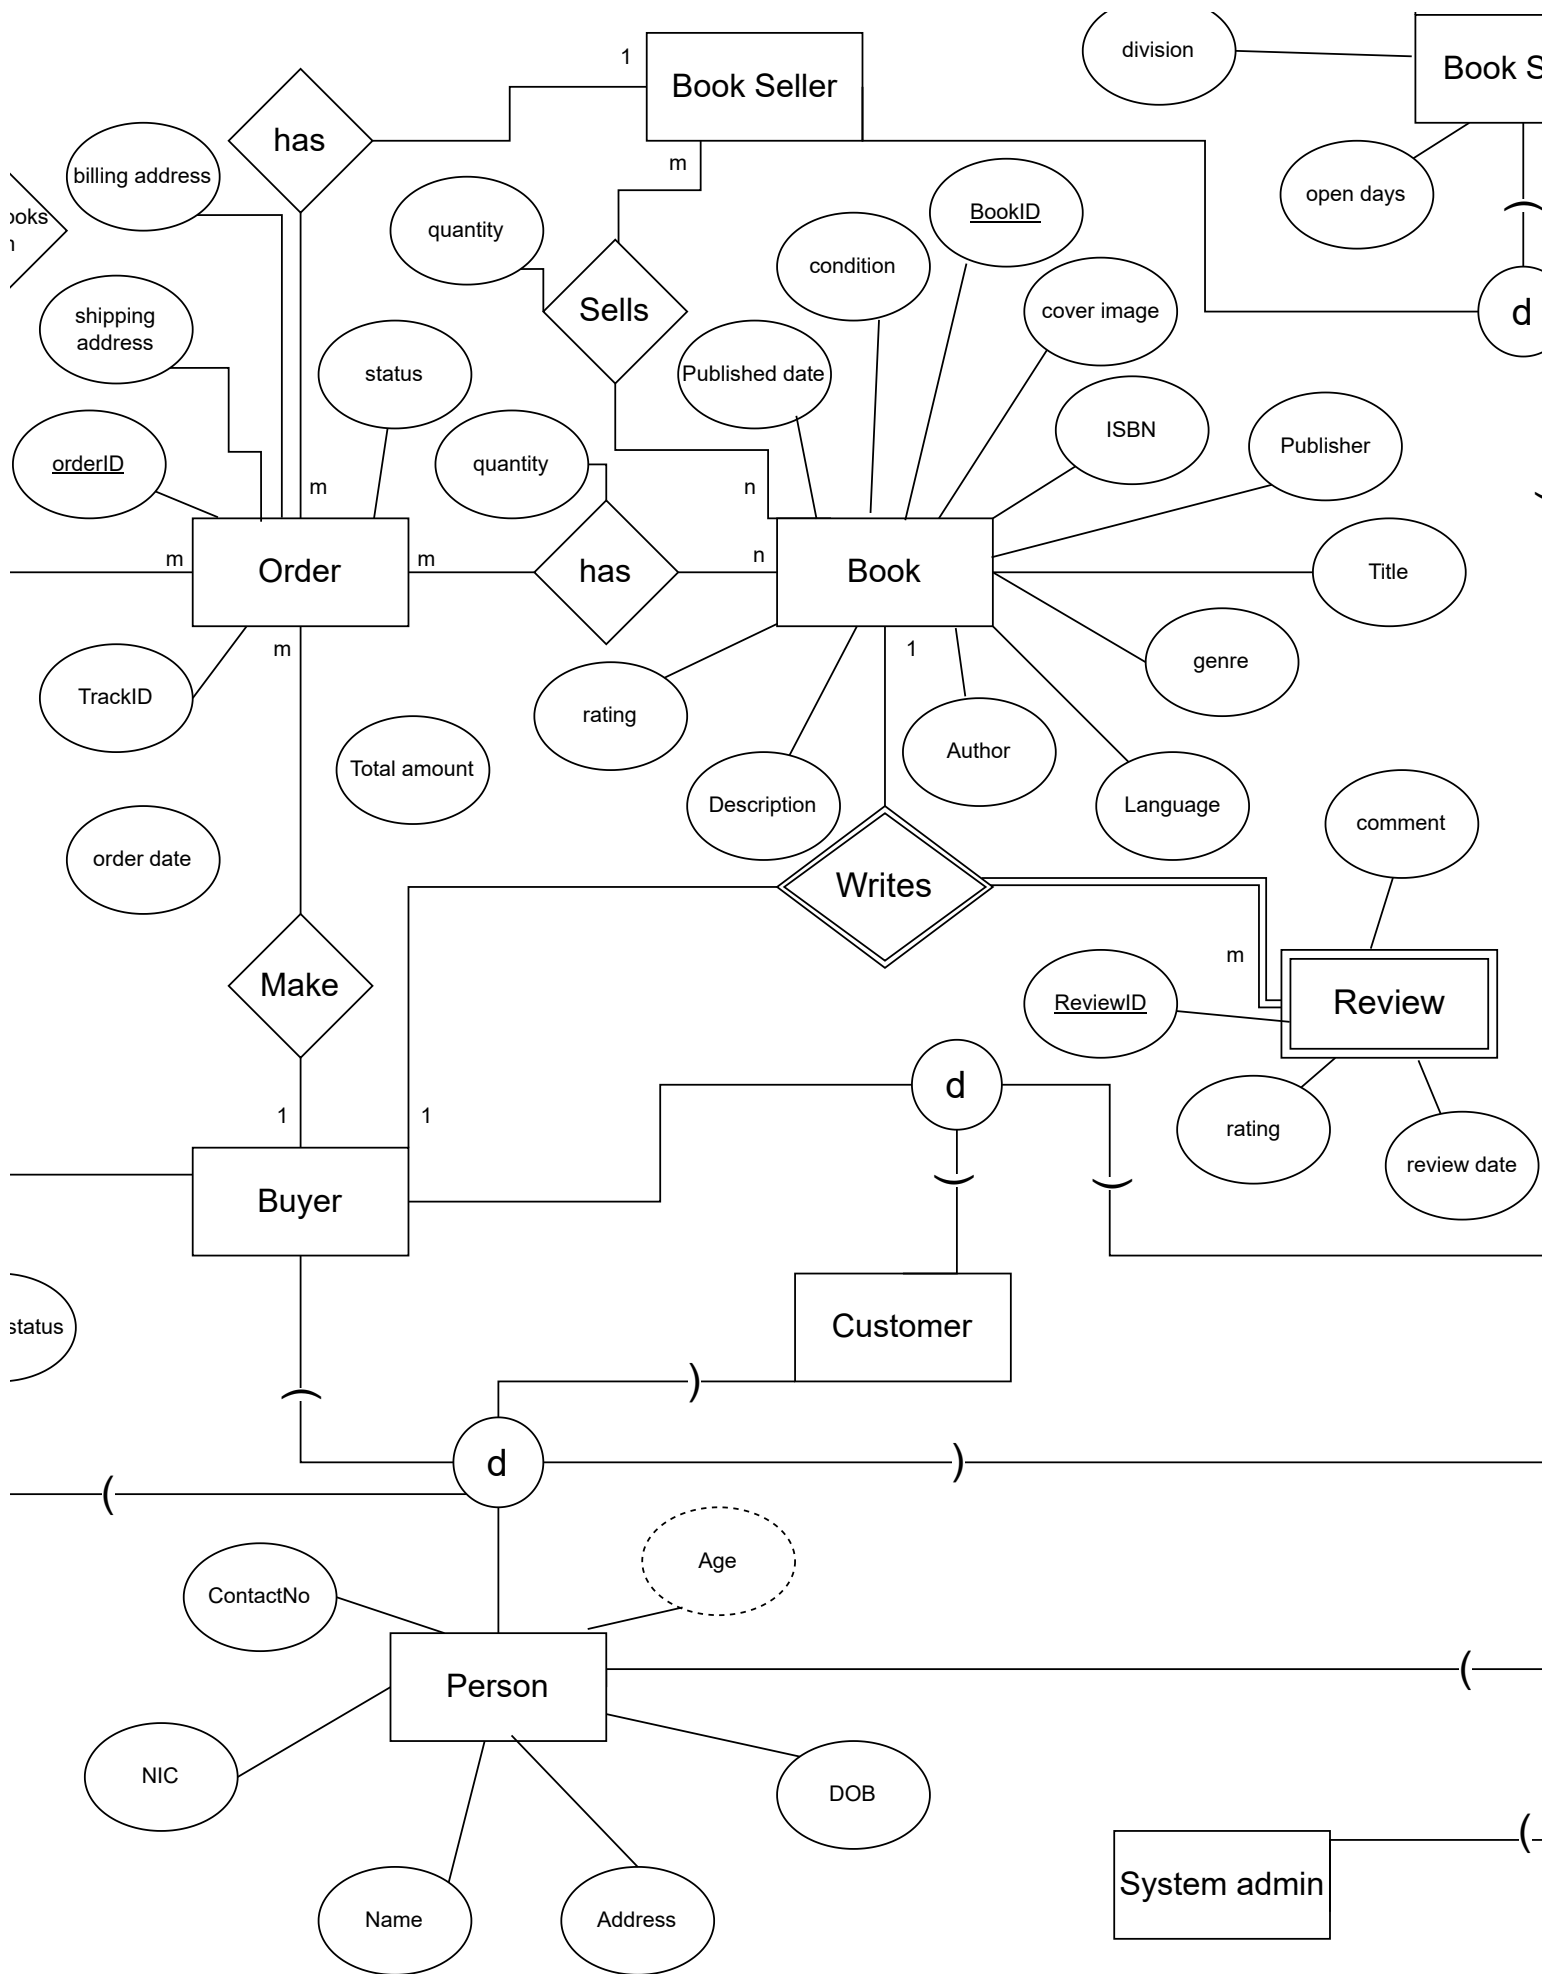 division
Book S
1
Book Seller
has
m
billing address
open days
BookID
quantity
condition
ooks
n
Sells
cover image
d
shipping
address
status
Published date
ISBN
Publisher
orderID
quantity
m
n
m
Order
m
has
n
Book
Title
m
1
genre
TrackID
rating
Author
Total amount
Description
Language
comment
order date
Writes
m
Make
ReviewID
Review
d
1
1
rating
review date
Buyer
Customer
status
d
Age
ContactNo
Person
NIC
DOB
System admin
Name
Address